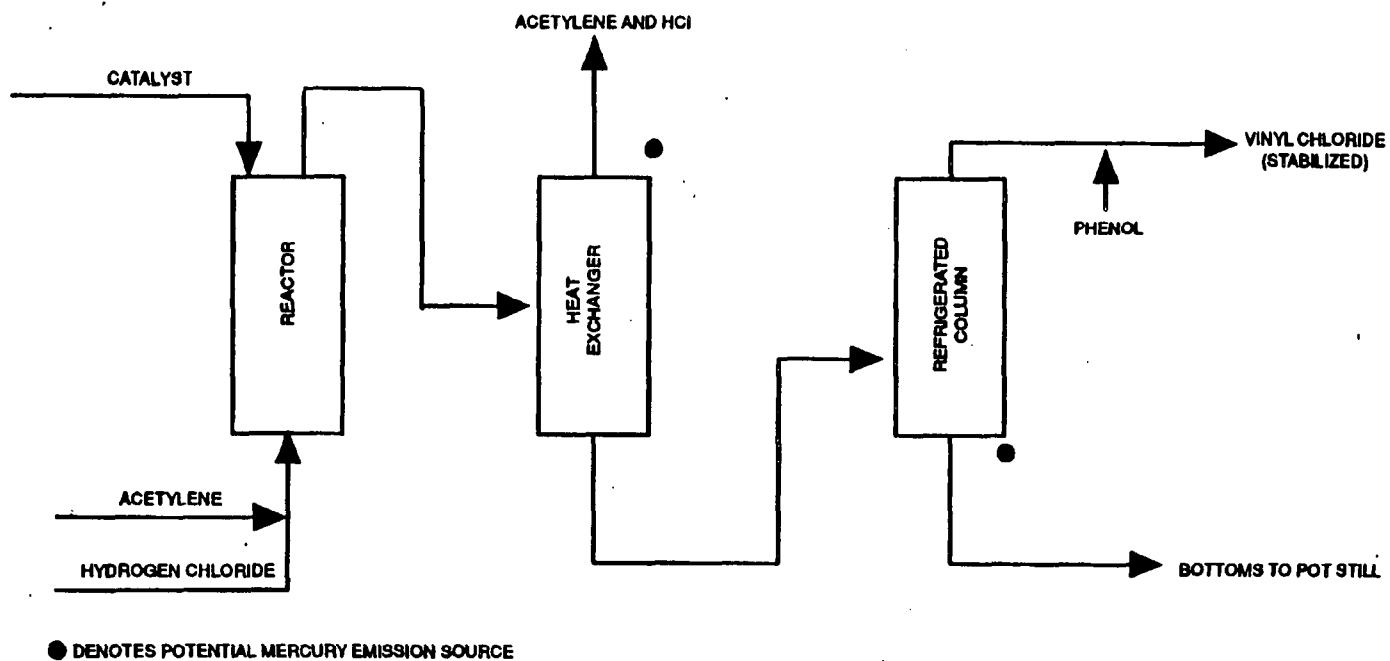 ACETYLENE AND HCl
CATALYST
VINYL CHLORIDE
(STABILIZED)
PHENOL
REACTOR
HEAT
EXCHANGER
REFRIGERATED
COLUMN
ACETYLENE
HYDROGEN CHLORIDE
BOTTOMS TO POT STILL
DENOTES POTENTIAL MERCURY EMISSION SOURCE